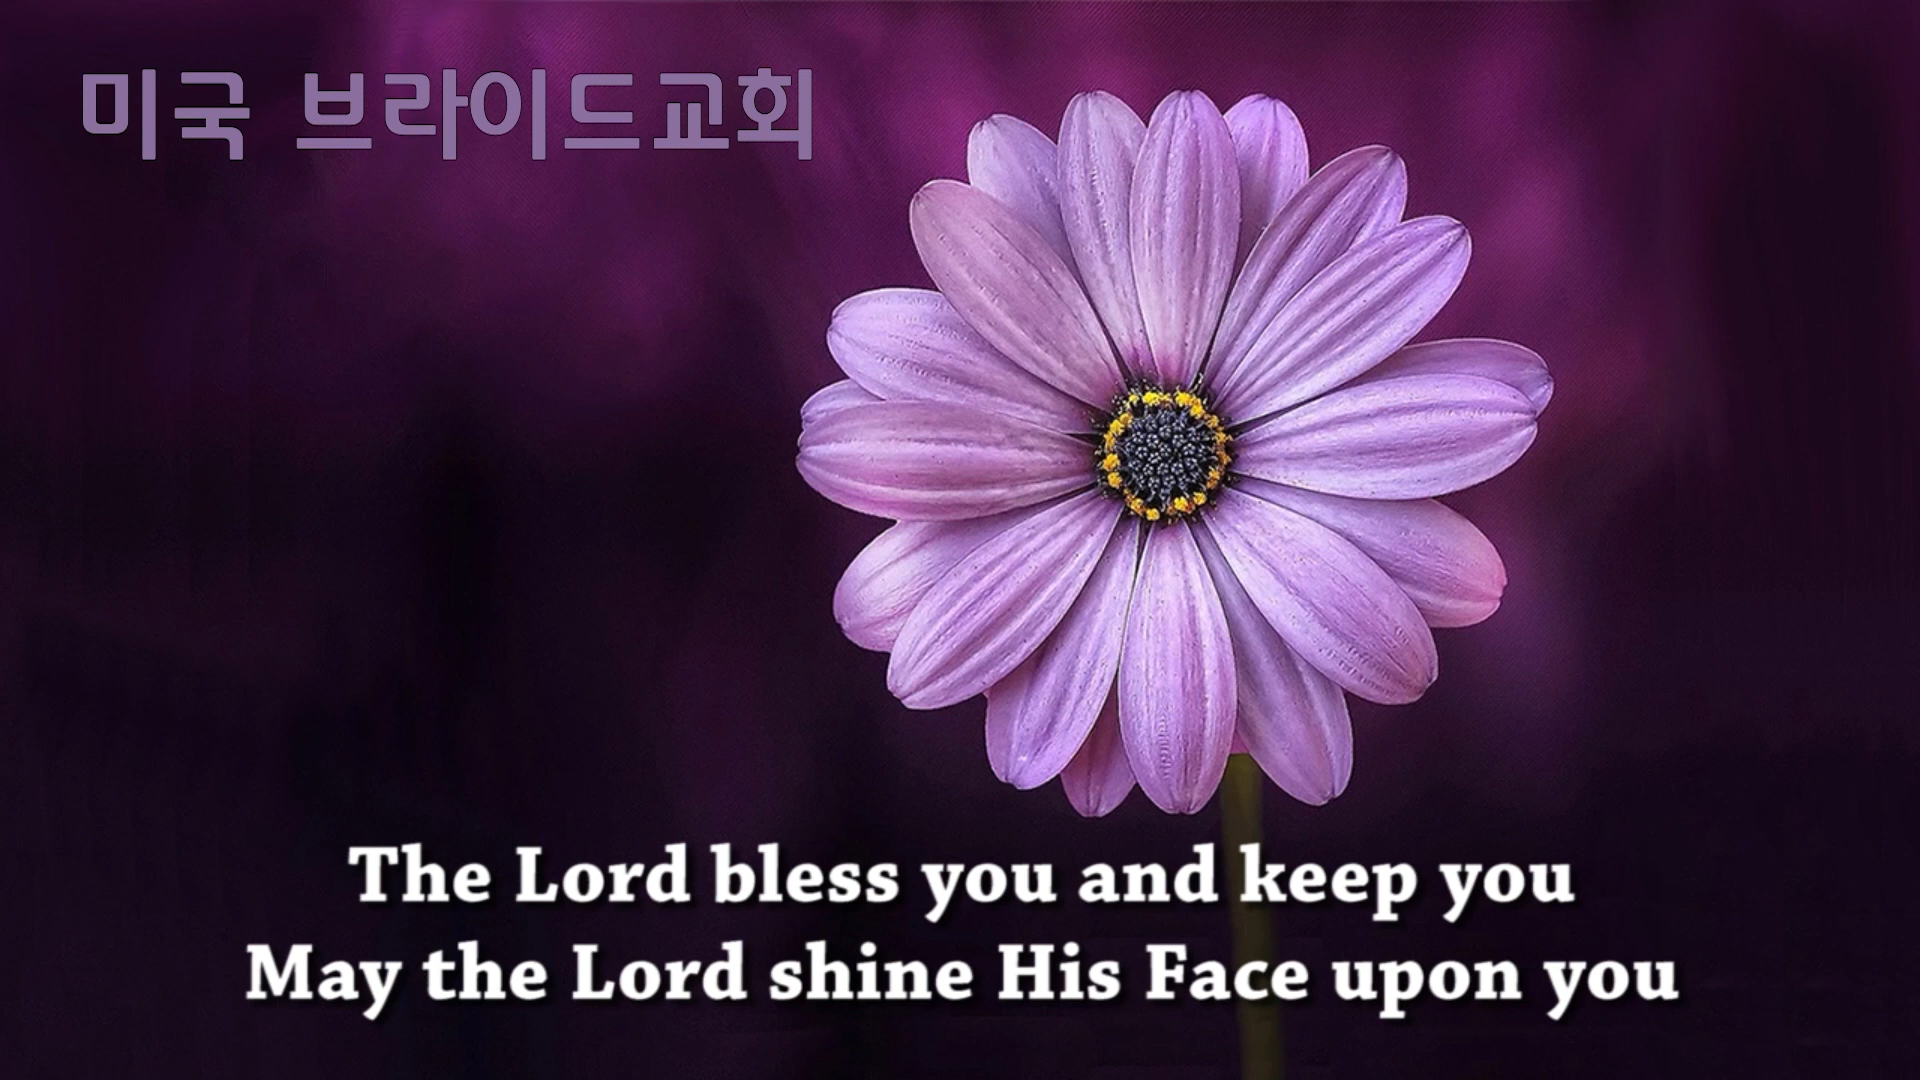 미국 브라이드교회
The Lord bless you and keep you
May the Lord shine His Face upon you